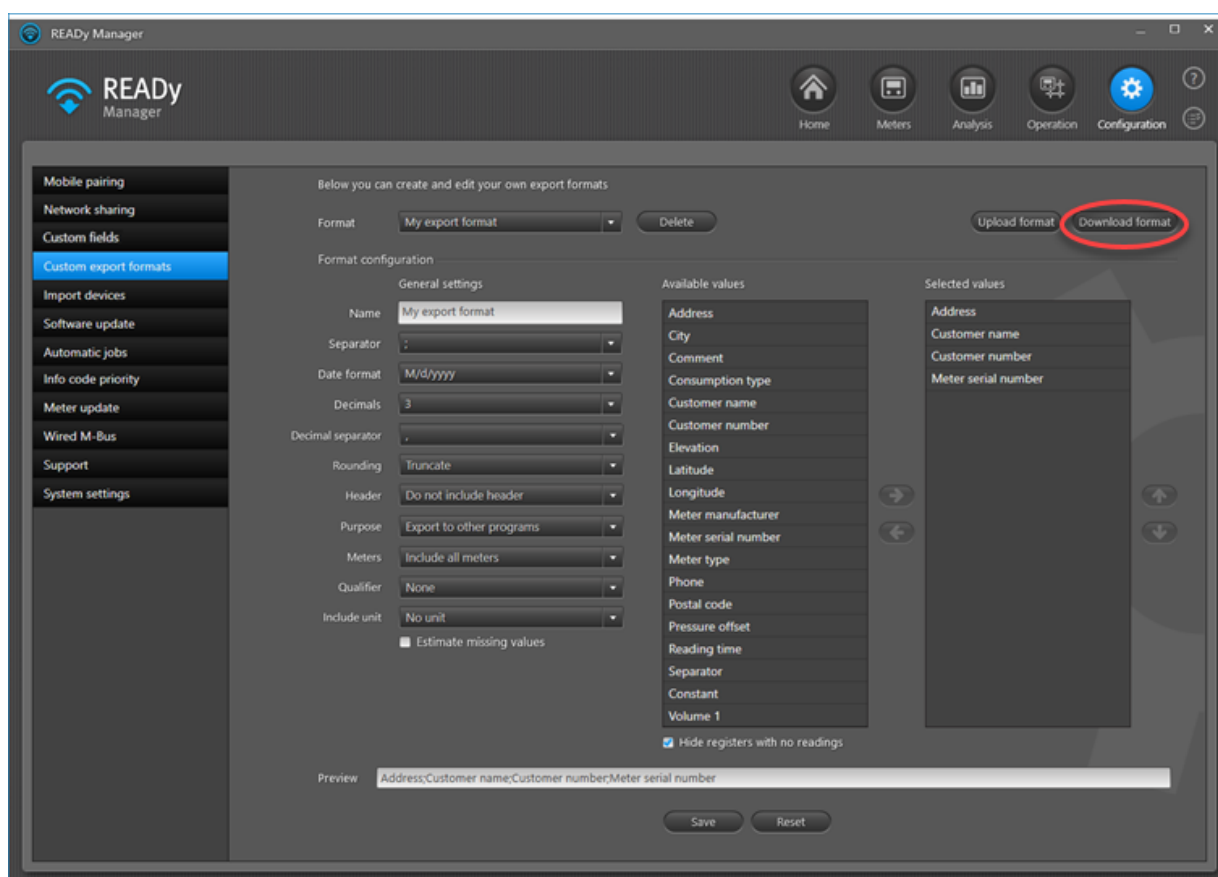 READy Manager
READy
Manager
Home
Meters
Analysis
Operation
Configuration
Mobile pairing
Network sharing
Custom fields
Custom export formats
Import devices
Software update
Automatic jobs
Info code priority
Meter update
Wired M-Bus
Support
System settings
Below you can create and edit your own export formats
Format My export format Delete Upload format Download format
Format configuration
General settings
Name My export format
Separator ;
Date format M/d/yyyy
Decimals 3
Decimal separator ,
Rounding Truncate
Header Do not include header
Purpose Export to other programs
Meters Include all meters
Qualifier None
Include unit No unit
Estimate missing values
Available values
Address
City
Comment
Consumption type
Customer name
Customer number
Elevation
Latitude
Longitude
Meter manufacturer
Meter serial number
Meter type
Phone
Postal code
Pressure offset
Reading time
Separator
Constant
Volume 1
Hide registers with no readings
Selected values
Address
Customer name
Customer number
Meter serial number
Preview Address;Customer name;Customer number;Meter serial number
Save Reset